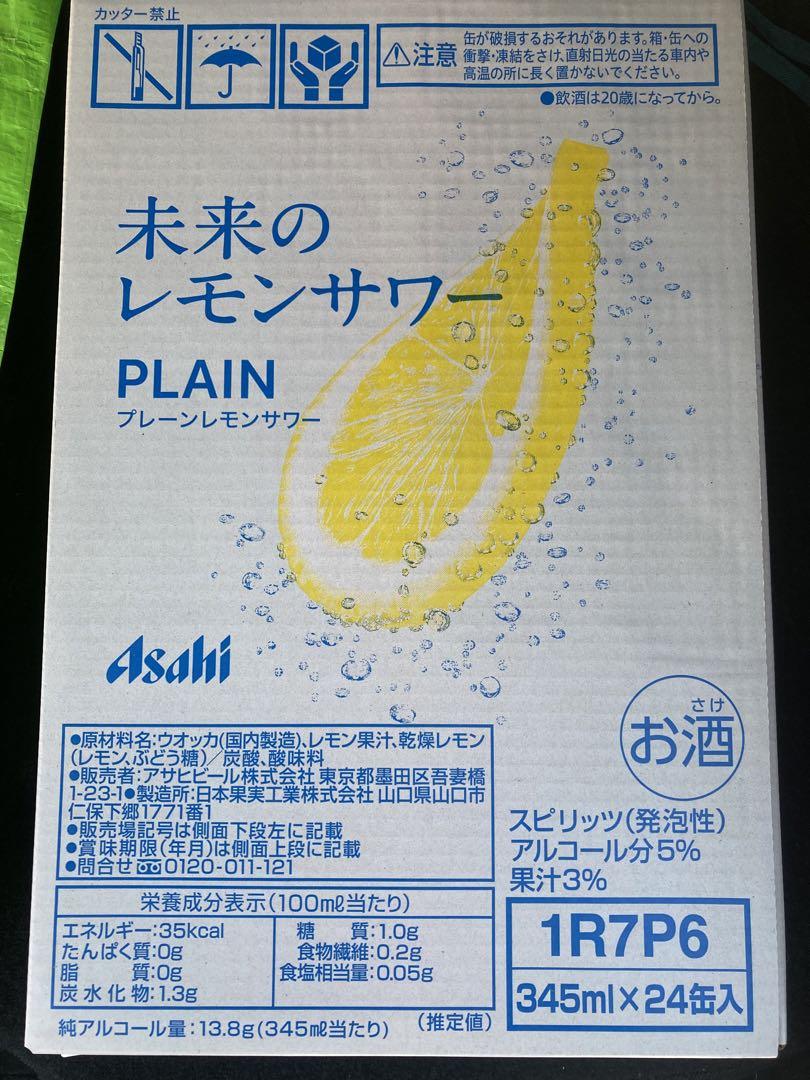 カッター禁止
⚠注意 缶が破損するおそれがあります。箱・缶への
衝撃・凍結をさけ、直射日光の当たる車内や
高温の所に長く置かないでください。
●飲酒は20歳になってから。
未来の
レモンサワー
PLAIN
プレーンレモンサワー
Asahi
さけ
お酒
●原材料名:ウオッカ(国内製造)、レモン果汁、乾燥レモン
(レモン、ぶどう糖)/炭酸、酸味料
●販売者:アサヒビール株式会社 東京都墨田区吾妻橋
1-23-1●製造所:日本果実工業株式会社 山口県山口市
仁保下郷1771番1
●販売場記号は側面下段左に記載
●賞味期限(年月)は側面上段に記載
●問合せ 0120-011-121
スピリッツ(発泡性)
アルコール分5%
果汁3%
栄養成分表示(100ml当たり)
エネルギー:35kcal
たんぱく質:0g
脂 質:0g
炭水化物:1.3g
糖 質:1.0g
食物繊維:0.2g
食塩相当量:0.05g
純アルコール量:13.8g(345ml当たり) (推定値)
1R7P6
345ml×24缶入